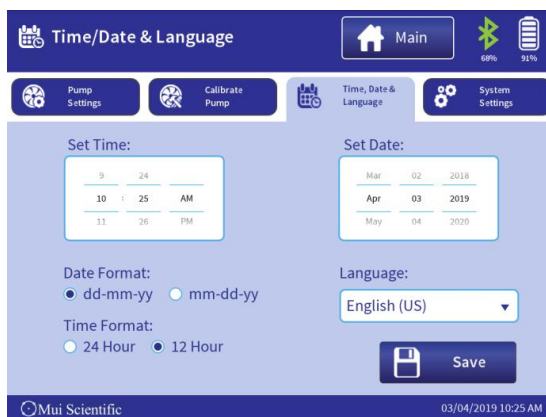 Time/Date & Language
Main
68%
91%
Pump
Settings
Calibrate
Pump
Time, Date &
Language
System
Settings
Set Time:
9 24
10 : 25 AM
11 26 PM
Set Date:
Mar 02 2018
Apr 03 2019
May 04 2020
Date Format:
dd-mm-yy mm-dd-yy
Time Format:
24 Hour 12 Hour
Language:
English (US)
Save
Mui Scientific
03/04/2019 10:25 AM